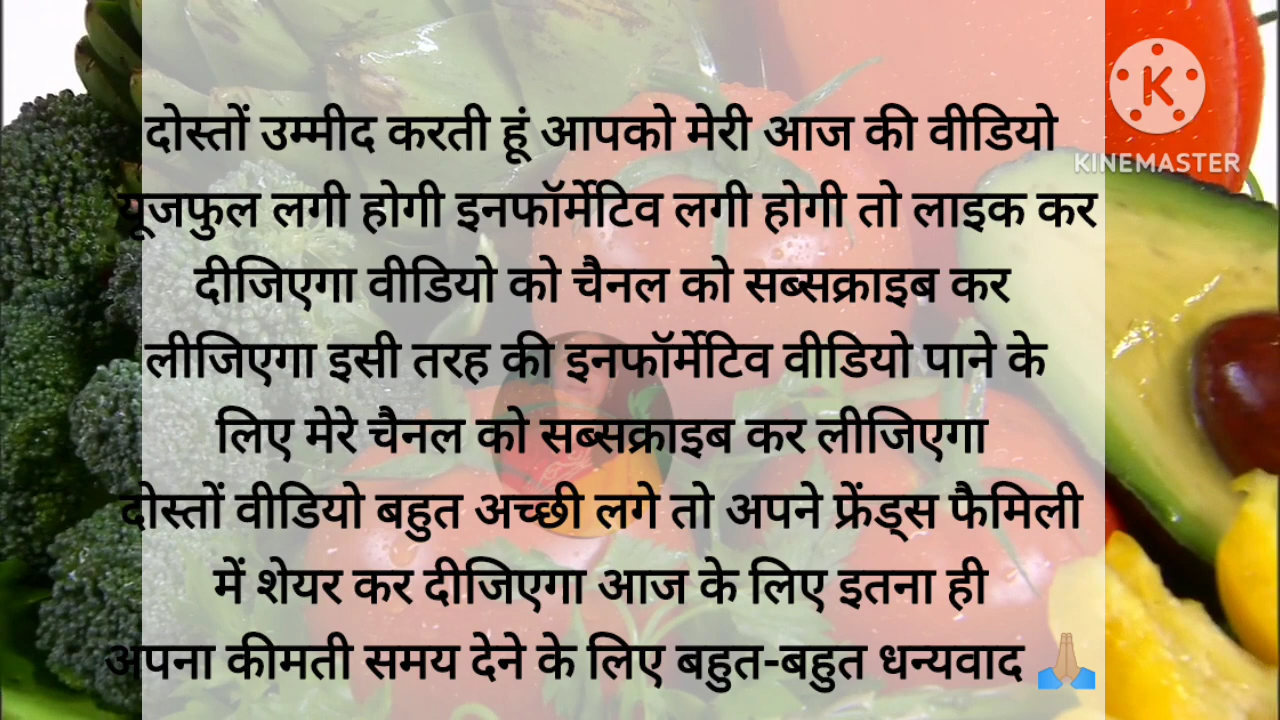 दोस्तों उम्मीद करती हूं आपको मेरी आज की वीडियो
यूजफुल लगी होगी इनफॉर्मेटिव लगी होगी तो लाइक कर
दीजिएगा वीडियो को चैनल को सब्सक्राइब कर
लीजिएगा इसी तरह की इनफॉर्मेटिव वीडियो पाने के
लिए मेरे चैनल को सब्सक्राइब कर लीजिएगा
दोस्तों वीडियो बहुत अच्छी लगे तो अपने फ्रेंड्स फैमिली
में शेयर कर दीजिएगा आज के लिए इतना ही
अपना कीमती समय देने के लिए बहुत-बहुत धन्यवाद 🙏🏽
K
KINEMASTER